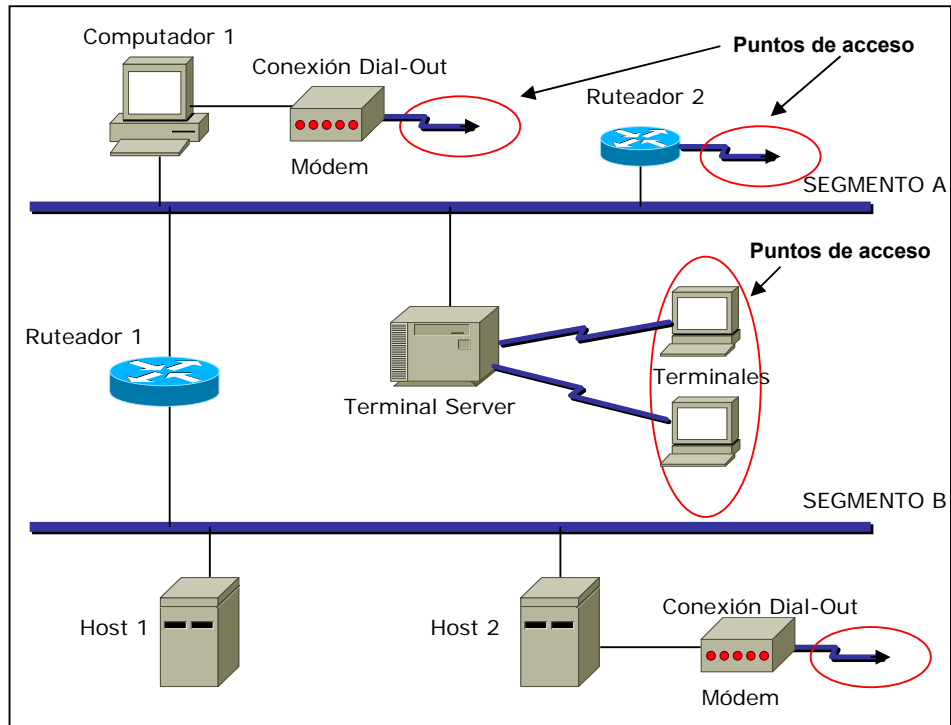 Computador 1
Puntos de acceso
Conexión Dial-Out
Ruteador 2
Módem
SEGMENTO A
Puntos de acceso
Ruteador 1
Terminales
Terminal Server
SEGMENTO B
Conexión Dial-Out
Host 1
Host 2
Módem